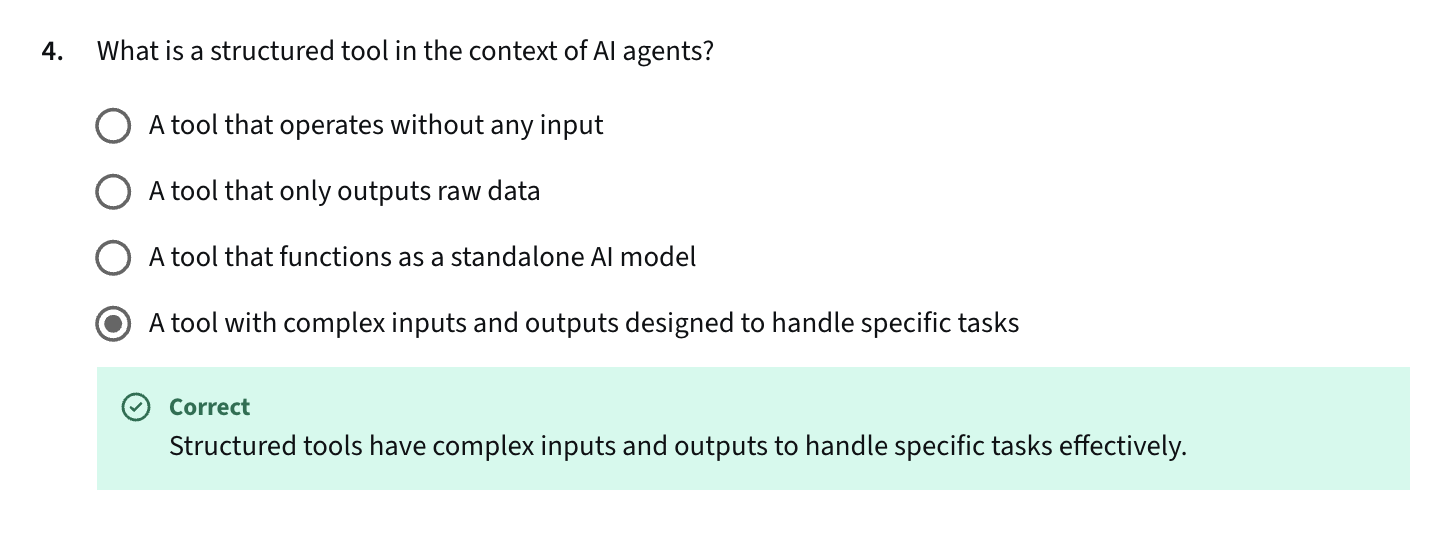 4. What is a structured tool in the context of AI agents?
A tool that operates without any input
A tool that only outputs raw data
A tool that functions as a standalone AI model
A tool with complex inputs and outputs designed to handle specific tasks
Correct
Structured tools have complex inputs and outputs to handle specific tasks effectively.